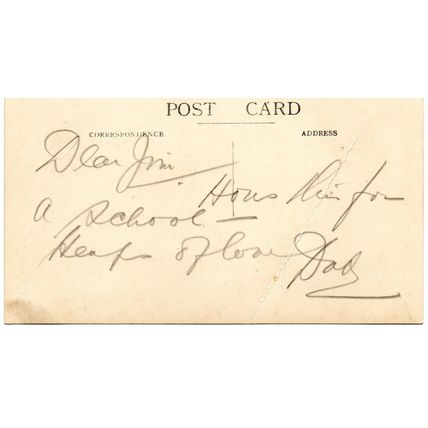 POST CARD
CORRESPONDENCE ADDRESS
Dear Jim
Hows this for
a school —
Heaps of love Dad